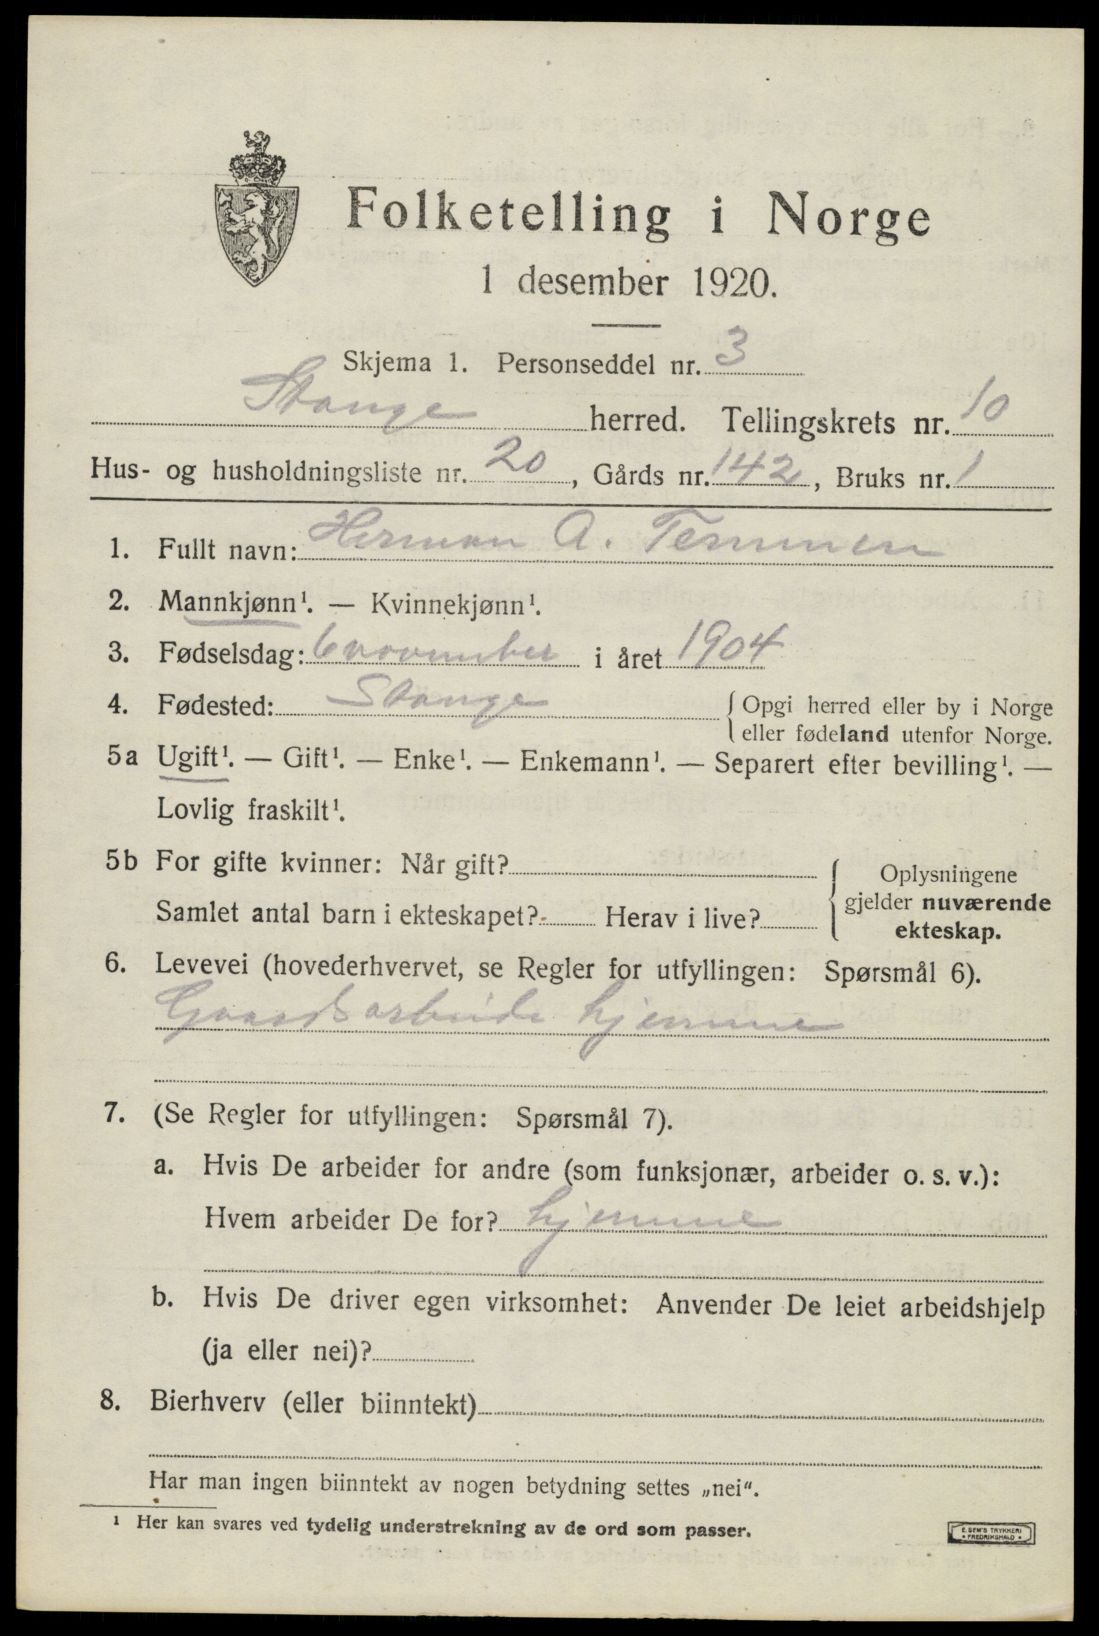 Folketelling i Norge
1 desember 1920.
Skjema 1. Personseddel nr. 3
Stange herred. Tellingskrets nr. 10
Hus- og husholdningsliste nr. 20, Gårds nr. 142, Bruks nr. 1
1. Fullt navn: Herman A. Temmen
2. Mannkjønn¹. — Kvinnekjønn¹.
3. Fødselsdag: 6 november i året 1904
4. Fødested: Stange { Opgi herred eller by i Norge
eller fødeland utenfor Norge.
5a Ugift¹. — Gift¹. — Enke¹. — Enkemann¹. — Separert efter bevilling¹. —
Lovlig fraskilt¹.
5b For gifte kvinner: Når gift?
Samlet antal barn i ekteskapet? Herav i live?
{ Oplysningene
gjelder nuværende
ekteskap.
6. Levevei (hovederhvervet, se Regler for utfyllingen: Spørsmål 6).
Gaardsarbeide hjemme
7. (Se Regler for utfyllingen: Spørsmål 7).
a. Hvis De arbeider for andre (som funksjonær, arbeider o. s. v.):
Hvem arbeider De for? hjemme
b. Hvis De driver egen virksomhet: Anvender De leiet arbeidshjelp
(ja eller nei)?
8. Bierhverv (eller biinntekt)
Har man ingen biinntekt av nogen betydning settes „nei“.
¹ Her kan svares ved tydelig understrekning av de ord som passer.
E. SEM'S TRYKKERI
FREDRIKSHALD